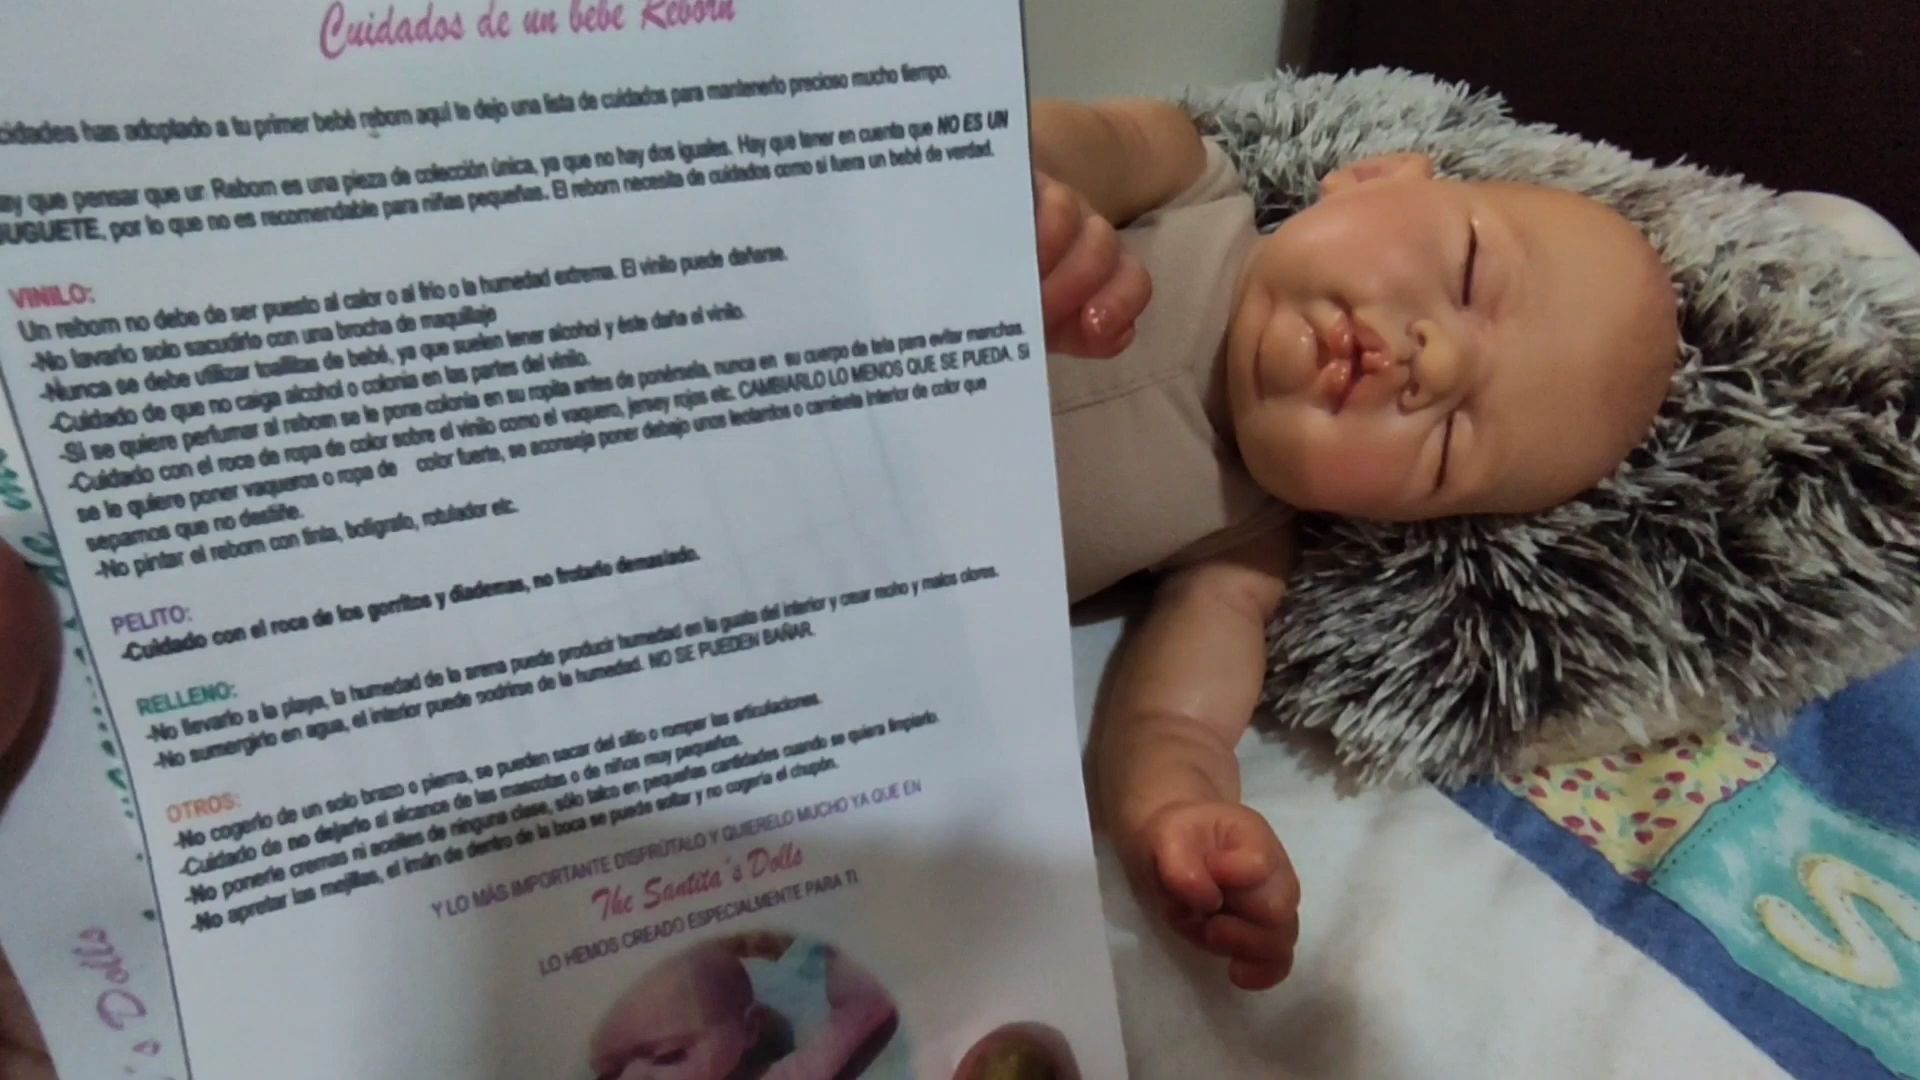 Cuidados de un bebé Reborn
cidades has adoptado a tu primer bebé reborn aquí te dejo una lista de cuidados para mantenerlo precioso mucho tiempo.
ay que pensar que un Reborn es una pieza de colección única, ya que no hay dos iguales. Hay que tener en cuenta que NO ES UN
JUGUETE, por lo que no es recomendable para niñas pequeñas. El reborn necesita de cuidados como si fuera un bebé de verdad.
VINILO:
Un reborn no debe de ser puesto al calor o al frío o la humedad extrema. El vinilo puede dañarse.
-No lavarlo solo sacudirlo con una brocha de maquillaje
-Nunca se debe utilizar toallitas de bebé, ya que suelen tener alcohol y éste daña el vinilo.
-Cuidado de que no caiga alcohol o colonia en las partes del vinilo.
-Si se quiere perfumar al reborn se le pone colonia en su ropita antes de ponérsela, nunca en su cuerpo de tela para evitar manchas.
-Cuidado con el roce de ropa de color sobre el vinilo como el vaquero, jersey rojos etc. CAMBIARLO LO MENOS QUE SE PUEDA. Si
se le quiere poner vaqueros o ropa de color fuerte, se aconseja poner debajo unos leotardos o camiseta interior de color que
sepamos que no destiñe.
-No pintar el reborn con tinta, bolígrafo, rotulador etc.
PELITO:
-Cuidado con el roce de los gorritos y diademas, no frotarlo demasiado.
RELLENO:
-No llevarlo a la playa, la humedad de la arena puede producir humedad en la guata del interior y crear moho y malos olores.
-No sumergirlo en agua, el interior puede podrirse de la humedad. NO SE PUEDEN BAÑAR.
OTROS:
-No cogerlo de un solo brazo o pierna, se pueden sacar del sitio o romper las articulaciones.
-Cuidado de no dejarlo al alcance de las mascotas o de niños muy pequeños.
-No ponerle cremas ni aceites de ninguna clase, sólo talco en pequeñas cantidades cuando se quiera limpiarlo.
-No apretar las mejillas, el imán de dentro de la boca se puede soltar y no cogería el chupón.
Y LO MÁS IMPORTANTE DISFRÚTALO Y QUIERELO MUCHO YA QUE EN
The Santita's Dolls
LO HEMOS CREADO ESPECIALMENTE PARA TI
S